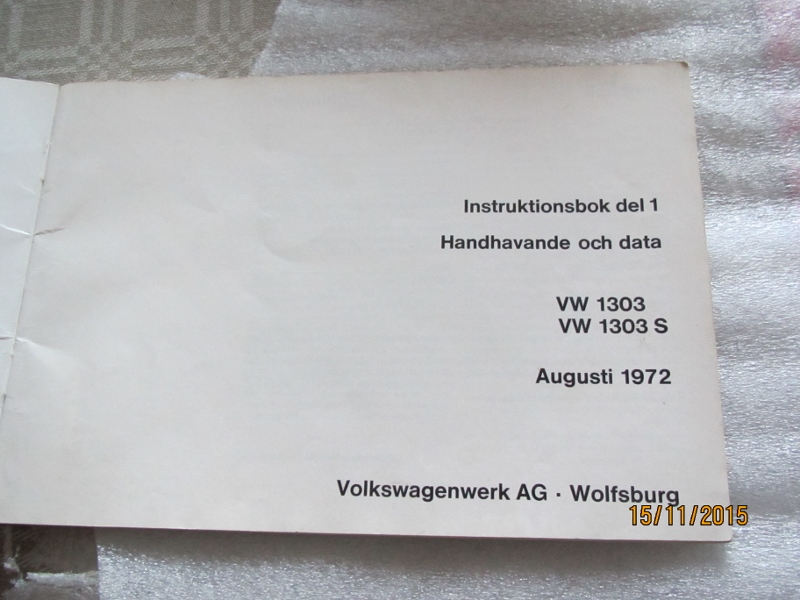 Instruktionsbok del 1
Handhavande och data
VW 1303
VW 1303 S
Augusti 1972
Volkswagenwerk AG · Wolfsburg
15/11/2015